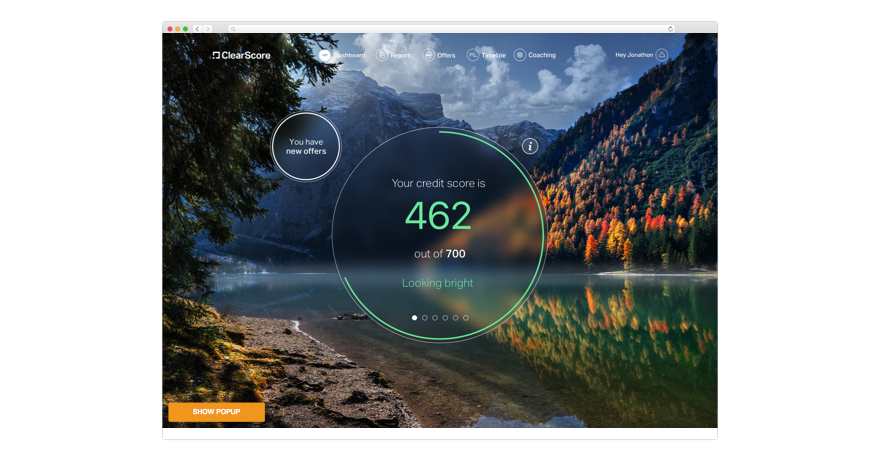 ClearScore
Dashboard Report Offers Timeline Coaching Hey Jonathon
You have
new offers
i
Your credit score is
462
out of 700
Looking bright
SHOW POPUP